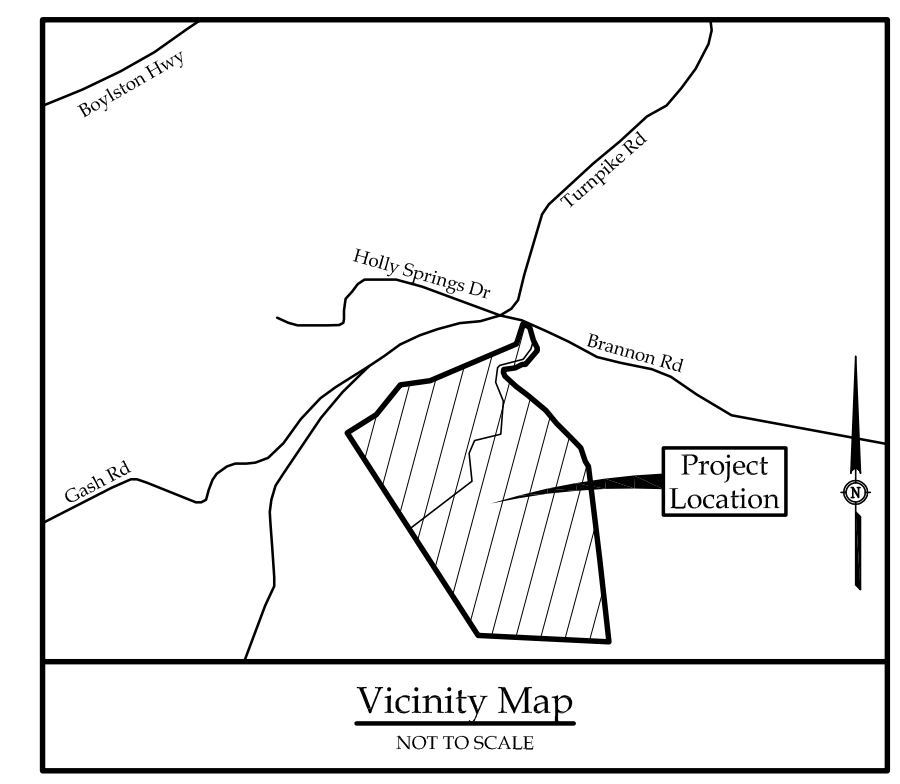 Boylston Hwy
Turnpike Rd
Holly Springs Dr
Brannon Rd
Gash Rd
Project
Location
N
Vicinity Map
NOT TO SCALE